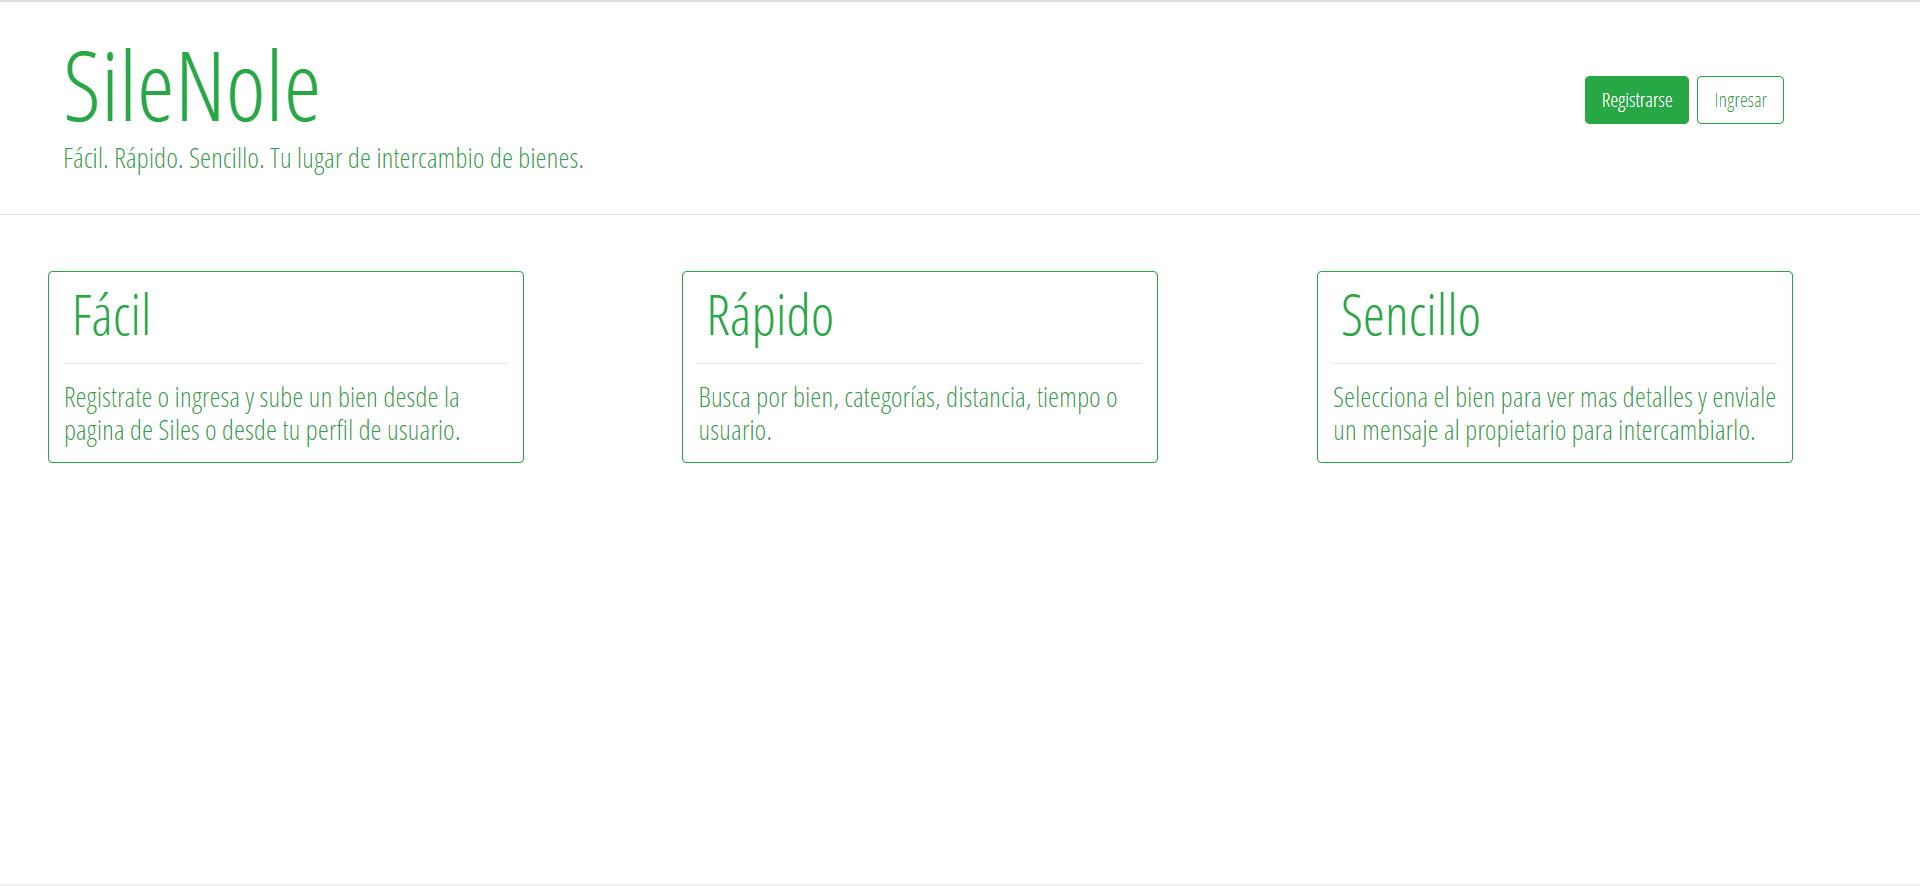 SileNole
Fácil. Rápido. Sencillo. Tu lugar de intercambio de bienes.
Registrarse
Ingresar
Fácil
Registrate o ingresa y sube un bien desde la
pagina de Siles o desde tu perfil de usuario.
Rápido
Busca por bien, categorías, distancia, tiempo o
usuario.
Sencillo
Selecciona el bien para ver mas detalles y enviale
un mensaje al propietario para intercambiarlo.